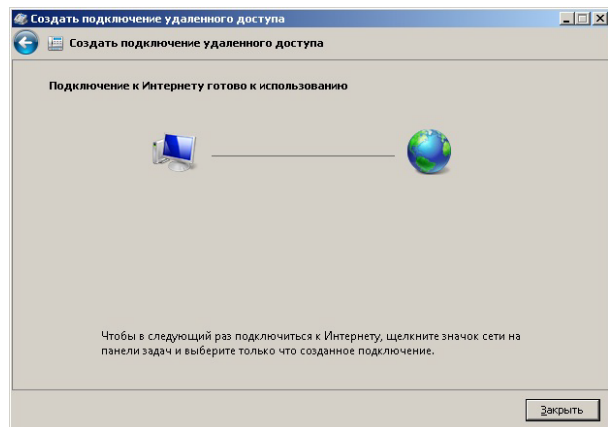 Создать подключение удаленного доступа
Создать подключение удаленного доступа
Подключение к Интернету готово к использованию
Чтобы в следующий раз подключиться к Интернету, щелкните значок сети на
панели задач и выберите только что созданное подключение.
Закрыть